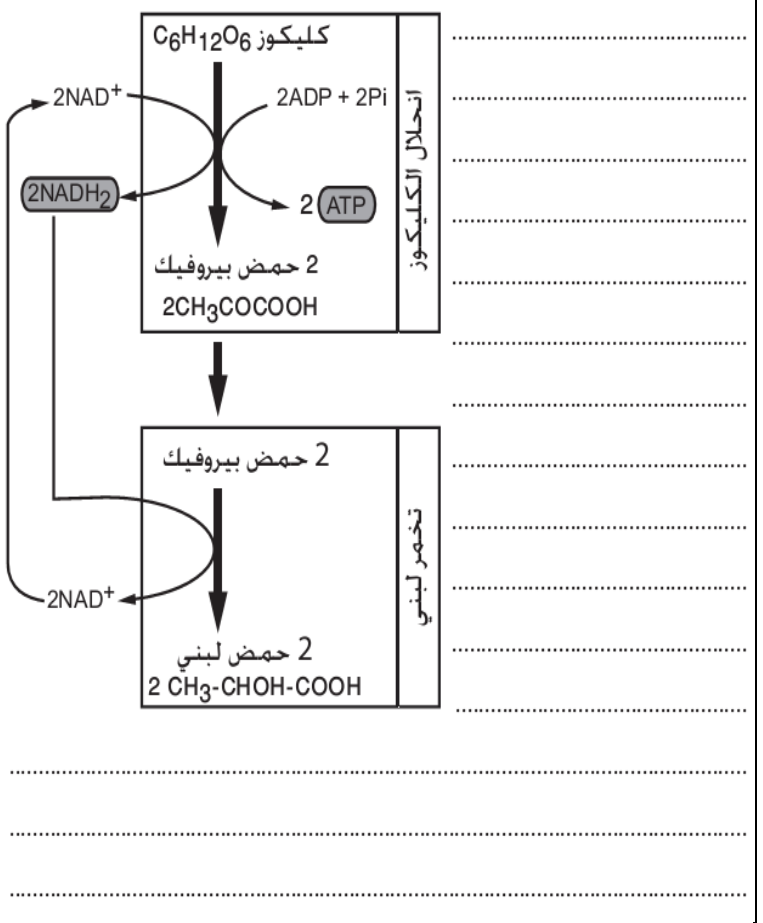 كليكوز C6H12O6
2NAD+
2ADP + 2Pi
2NADH2
2 ATP
2 حمض بيروفيك
2CH3COCOOH
انحلال الكليكوز
2 حمض بيروفيك
2NAD+
2 حمض لبني
2 CH3-CHOH-COOH
تخمر لبني